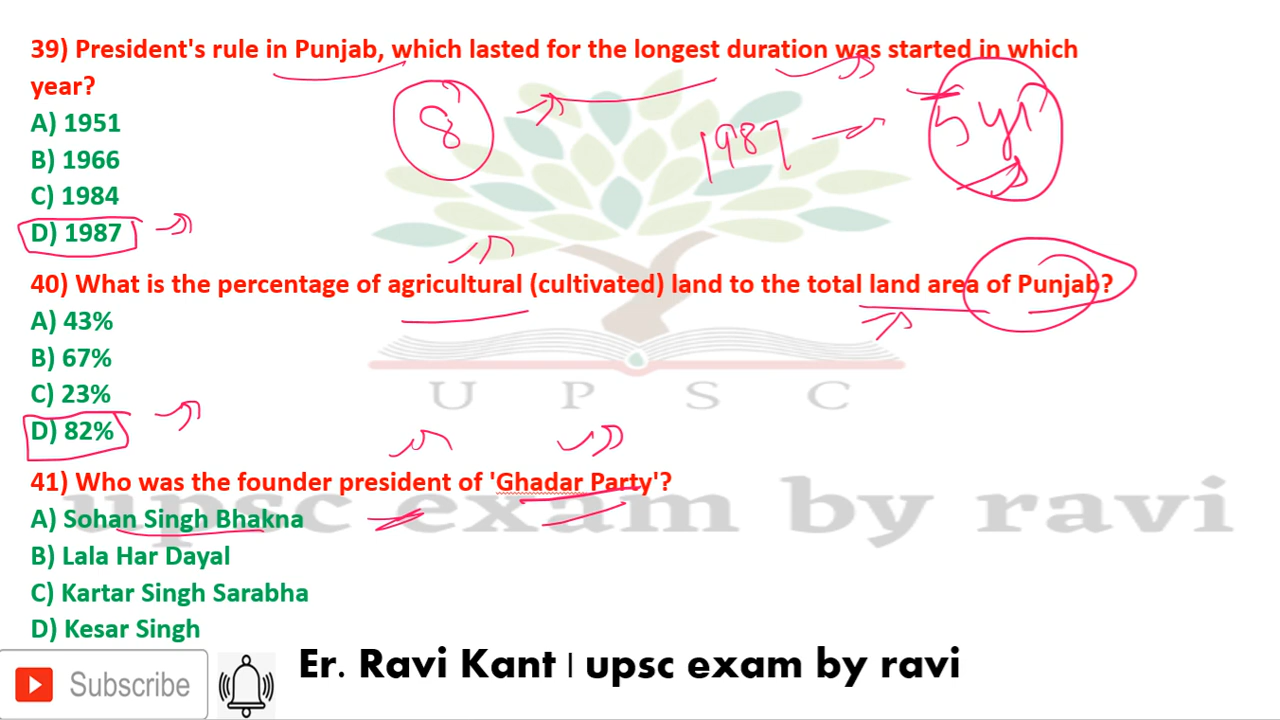 39) President's rule in Punjab, which lasted for the longest duration was started in which
year?
A) 1951
8
1987
5 yr
B) 1966
C) 1984
D) 1987
40) What is the percentage of agricultural (cultivated) land to the total land area of Punjab?
A) 43%
B) 67%
C) 23%
UPSC
D) 82%
41) Who was the founder president of 'Ghadar Party'?
upsc exam by ravi
A) Sohan Singh Bhakna
B) Lala Har Dayal
C) Kartar Singh Sarabha
D) Kesar Singh
Subscribe
Er. Ravi Kant | upsc exam by ravi